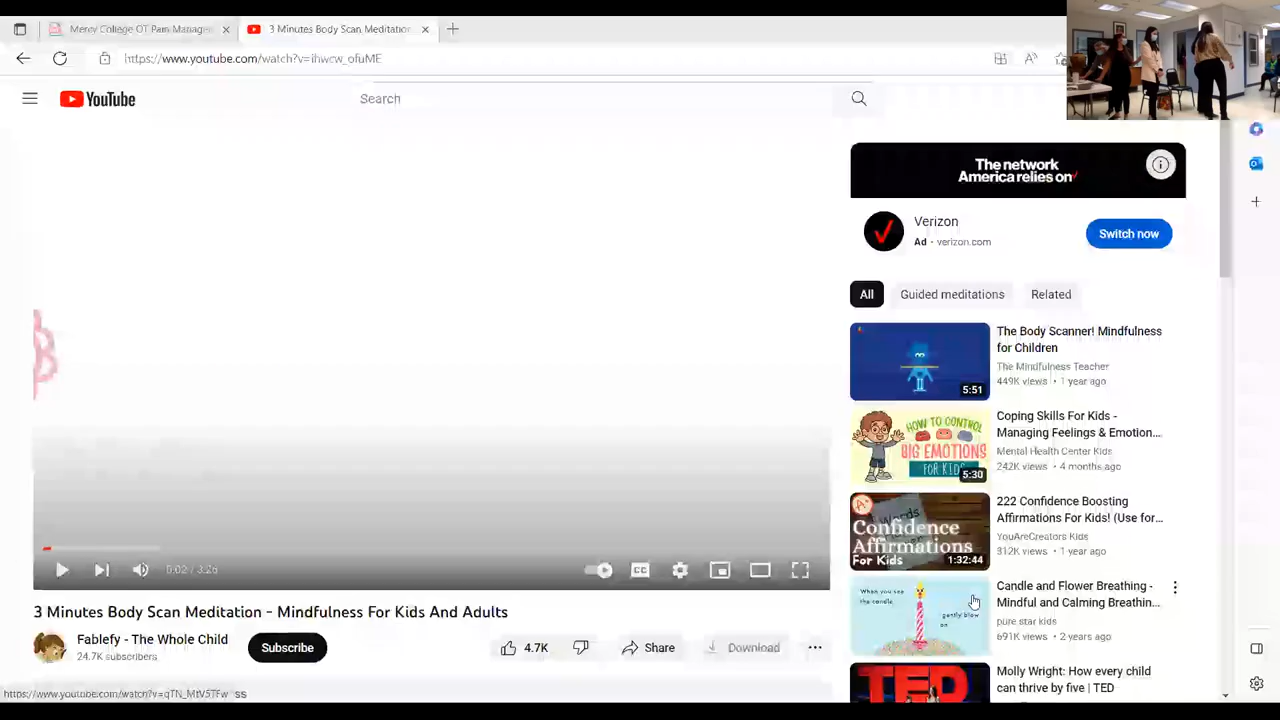 Mercy College OT Pain Manage
3 Minutes Body Scan Meditation
https://www.youtube.com/watch?v=ihwcw_ofuME
YouTube
Search
The network
America relies on
Verizon
Ad · verizon.com
Switch now
All
Guided meditations
Related
The Body Scanner! Mindfulness
for Children
The Mindfulness Teacher
449K views • 1 year ago
5:51
HOW TO CONTROL
BIG EMOTIONS
FOR KIDS
5:30
Coping Skills For Kids -
Managing Feelings & Emotion...
Mental Health Center Kids
242K views • 4 months ago
A+
Words
Confidence
Affirmations
For Kids
1:32:44
222 Confidence Boosting
Affirmations For Kids! (Use for...
YouAreCreators Kids
312K views • 1 year ago
When you see
the candle,
gently blow
on
Candle and Flower Breathing -
Mindful and Calming Breathin...
pure star kids
691K views • 2 years ago
TED
Molly Wright: How every child
can thrive by five | TED
CC
0:02 / 3:26
3 Minutes Body Scan Meditation - Mindfulness For Kids And Adults
Fablefy - The Whole Child
24.7K subscribers
Subscribe
4.7K
Share
Download